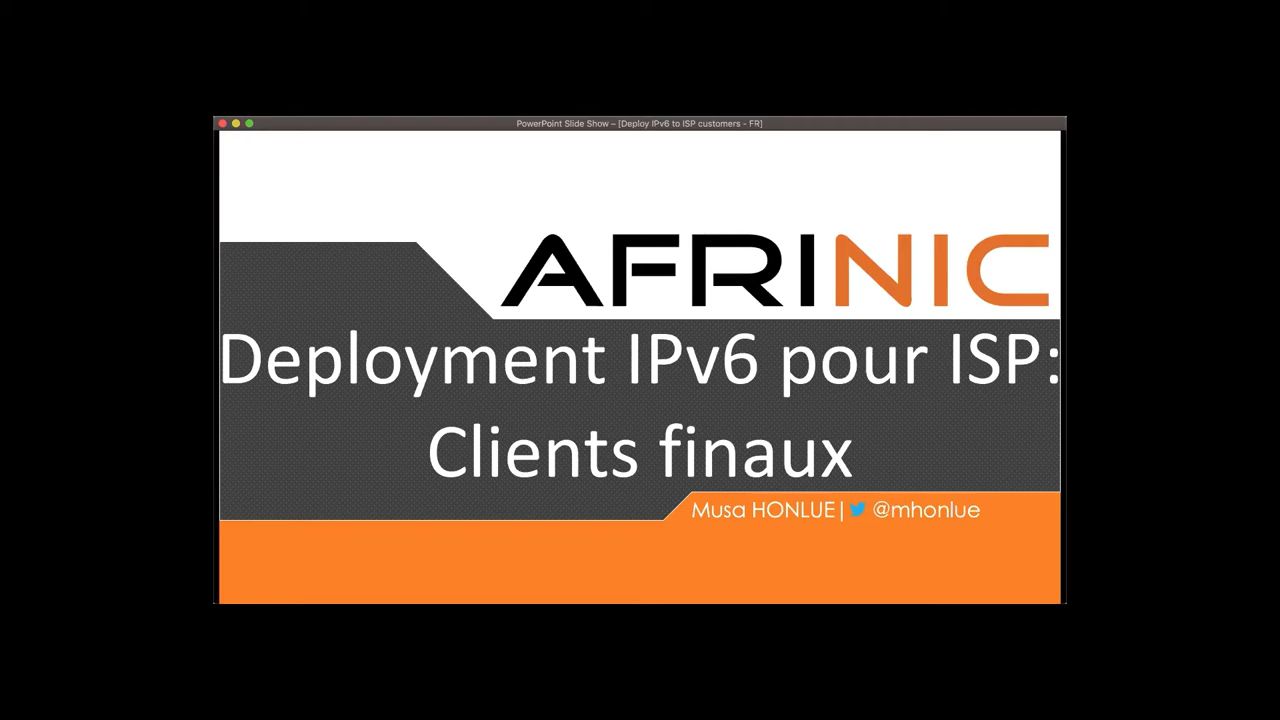 PowerPoint Slide Show – [Deploy IPv6 to ISP customers - FR]
AFRINIC
Deployment IPv6 pour ISP:
Clients finaux
Musa HONLUE| @mhonlue